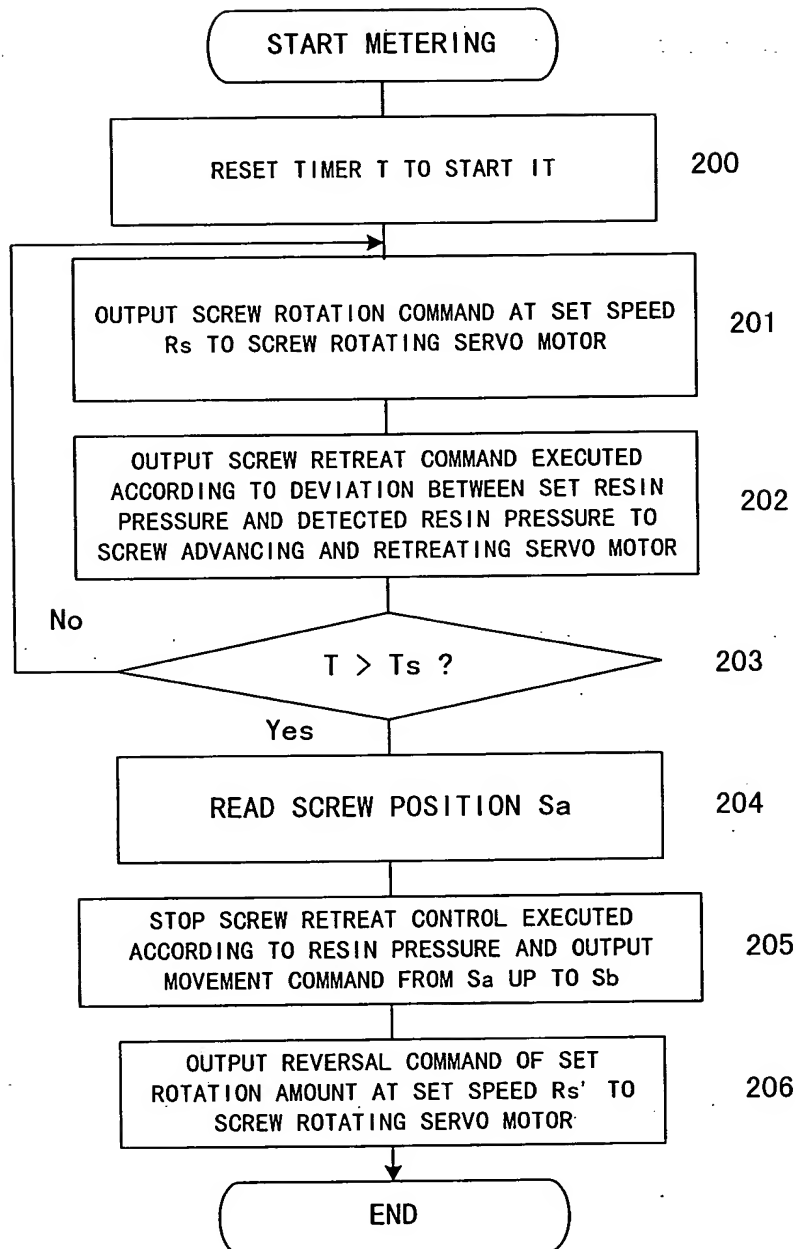 START METERING
RESET TIMER T TO START IT
200
OUTPUT SCREW ROTATION COMMAND AT SET SPEED
Rs TO SCREW ROTATING SERVO MOTOR
201
OUTPUT SCREW RETREAT COMMAND EXECUTED
ACCORDING TO DEVIATION BETWEEN SET RESIN
PRESSURE AND DETECTED RESIN PRESSURE TO
SCREW ADVANCING AND RETREATING SERVO MOTOR
202
No
T > Ts ?
203
Yes
READ SCREW POSITION Sa
204
STOP SCREW RETREAT CONTROL EXECUTED
ACCORDING TO RESIN PRESSURE AND OUTPUT
MOVEMENT COMMAND FROM Sa UP TO Sb
205
OUTPUT REVERSAL COMMAND OF SET
ROTATION AMOUNT AT SET SPEED Rs' TO
SCREW ROTATING SERVO MOTOR
206
END